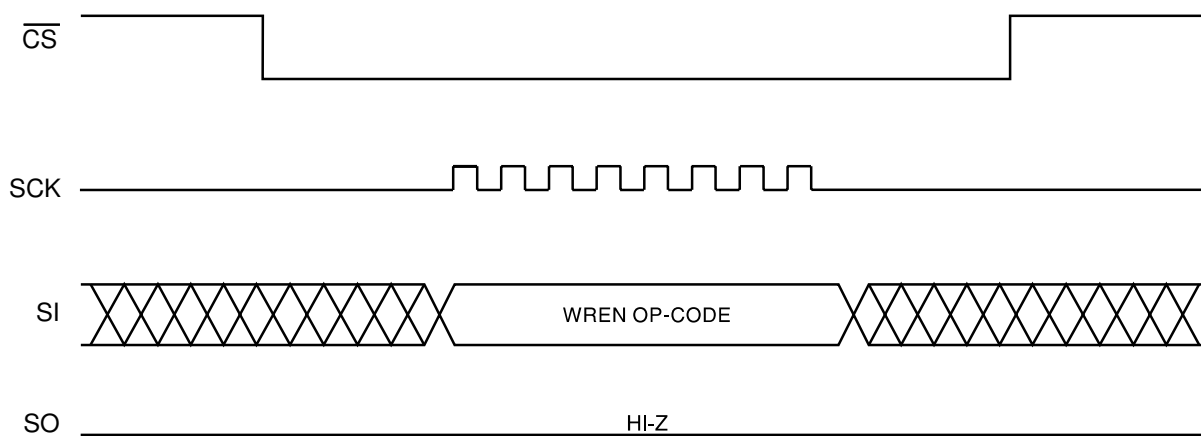 CS
SCK
SI
WREN OP-CODE
SO
HI-Z